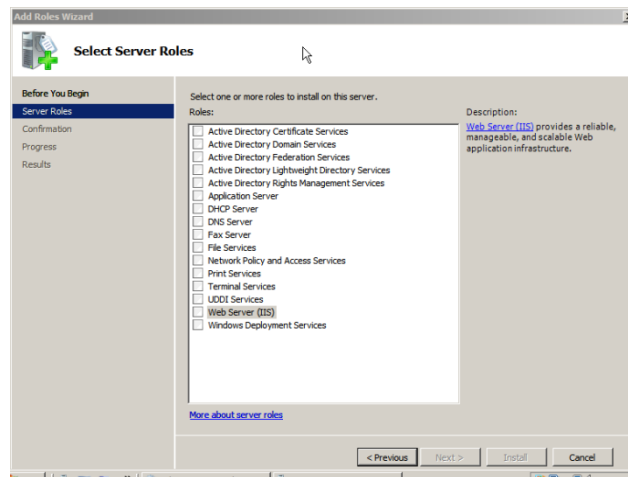 Add Roles Wizard
Select Server Roles
Before You Begin
Server Roles
Confirmation
Progress
Results
Select one or more roles to install on this server.
Roles:
Active Directory Certificate Services
Active Directory Domain Services
Active Directory Federation Services
Active Directory Lightweight Directory Services
Active Directory Rights Management Services
Application Server
DHCP Server
DNS Server
Fax Server
File Services
Network Policy and Access Services
Print Services
Terminal Services
UDDI Services
Web Server (IIS)
Windows Deployment Services
More about server roles
Description:
Web Server (IIS) provides a reliable,
manageable, and scalable Web
application infrastructure.
< Previous
Next >
Install
Cancel